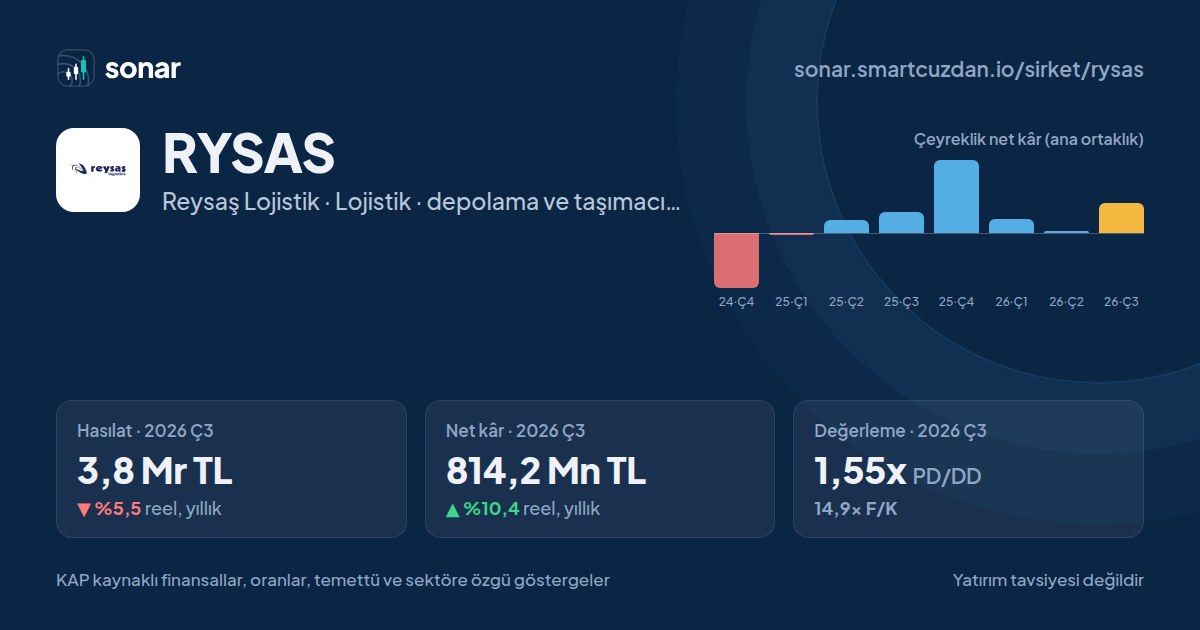 sonar
sonar.smartcuzdan.io/sirket/rysas
reysas
logistics
RYSAS
Reysaş Lojistik · Lojistik · depolama ve taşımacı...
Çeyreklik net kâr (ana ortaklık)
24-Ç4 25-Ç1 25-Ç2 25-Ç3 25-Ç4 26-Ç1 26-Ç2 26-Ç3
Hasılat · 2026 Ç3
3,8 Mr TL
▼ %5,5 reel, yıllık
Net kâr · 2026 Ç3
814,2 Mn TL
▲ %10,4 reel, yıllık
Değerleme · 2026 Ç3
1,55x PD/DD
14,9× F/K
KAP kaynaklı finansallar, oranlar, temettü ve sektöre özgü göstergeler
Yatırım tavsiyesi değildir